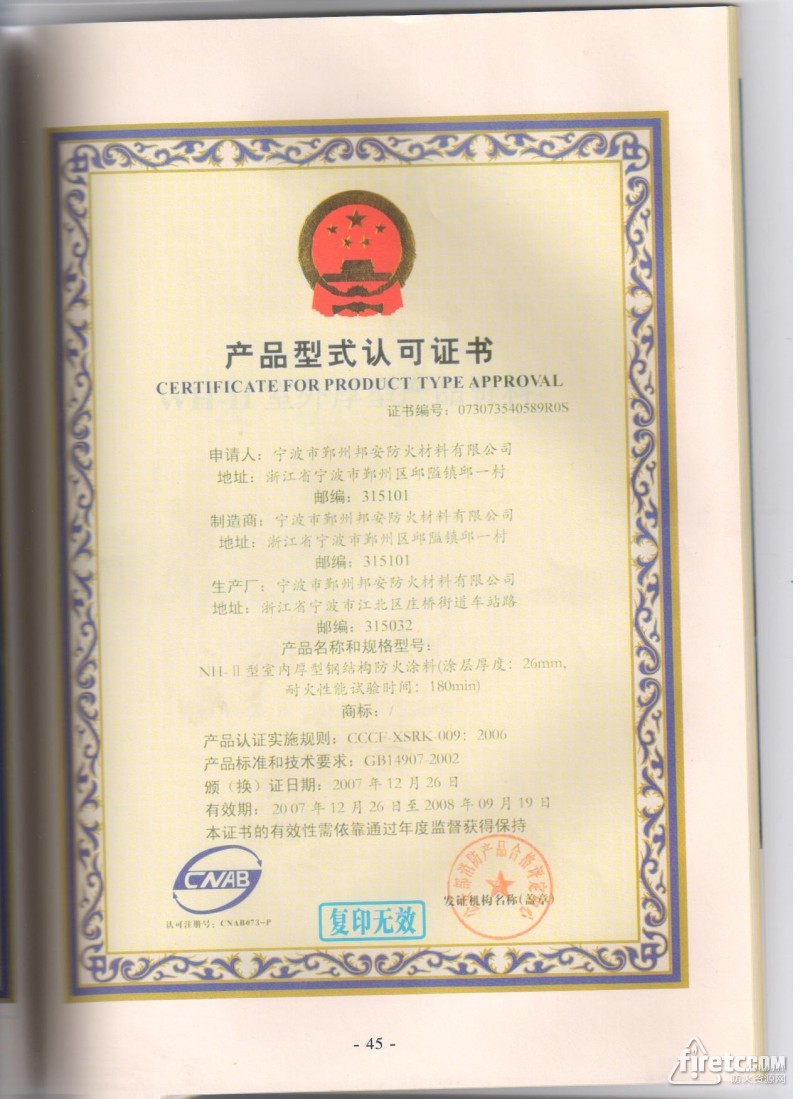 产品型式认可证书
CERTIFICATE FOR PRODUCT TYPE APPROVAL
证书编号：073073540589R0S
申请人：宁波市鄞州邦安防火材料有限公司
地址：浙江省宁波市鄞州区邱隘镇邱一村
邮编：315101
制造商：宁波市鄞州邦安防火材料有限公司
地址：浙江省宁波市鄞州区邱隘镇邱一村
邮编：315101
生产厂：宁波市鄞州邦安防火材料有限公司
地址：浙江省宁波市江北区庄桥街道车站路
邮编：315032
产品名称和规格型号：
NH-Ⅱ型室内厚型钢结构防火涂料(涂层厚度：26mm,
耐火性能试验时间：180min)
商标：/
产品认证实施规则：CCCF-XSRK-009：2006
产品标准和技术要求：GB14907-2002
颁（换）证日期：2007年12月26日
有效期：2007年12月26日至2008年09月19日
本证书的有效性需依靠通过年度监督获得保持
CNAB
认可注册号：CNAB073-P
复印无效
消防产品合格评定
发证机构名称(盖章)
- 45 -
firetc.com
防火资源网